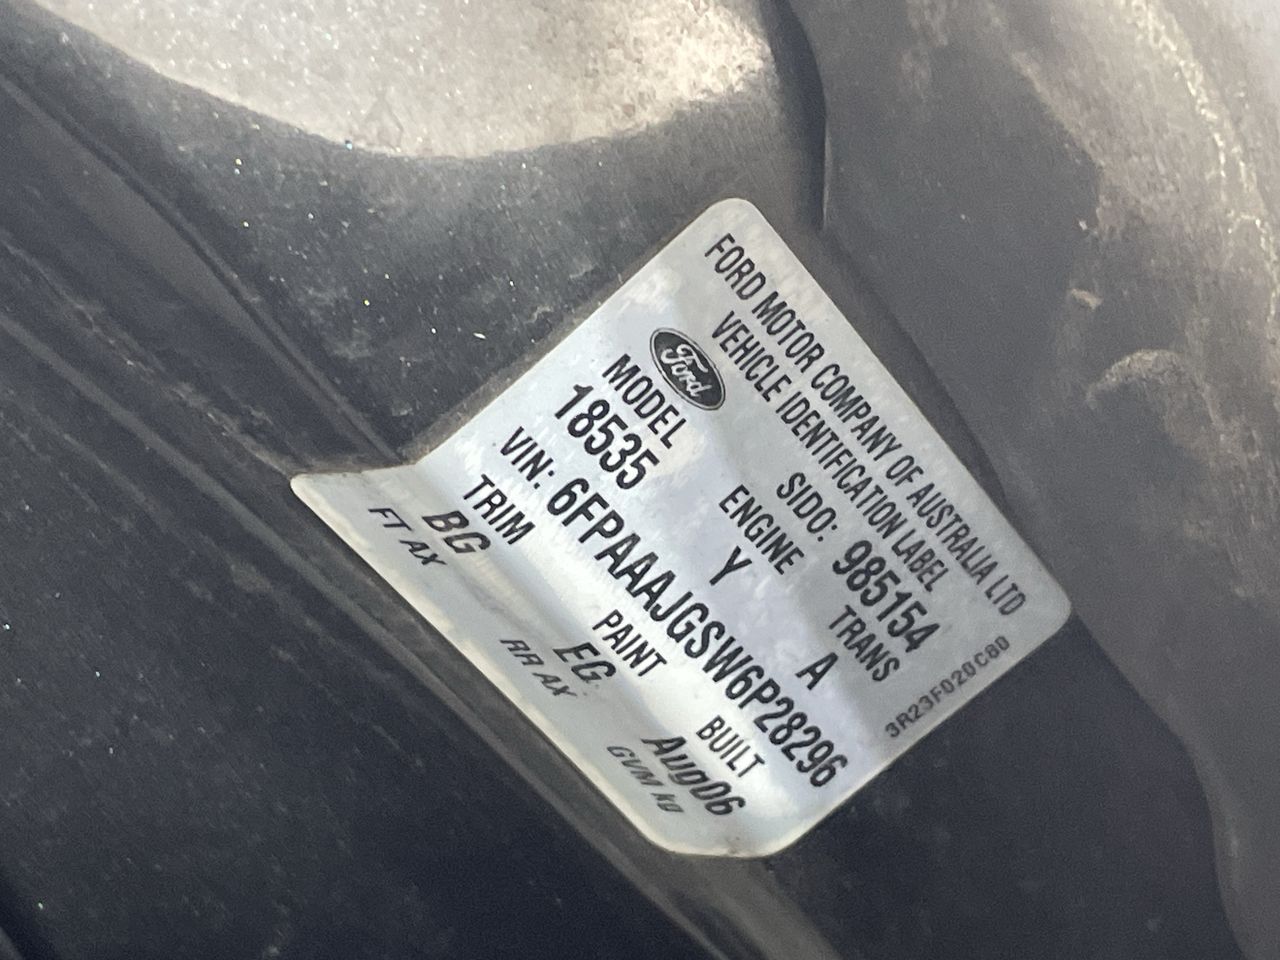 FORD MOTOR COMPANY OF AUSTRALIA LTD
VEHICLE IDENTIFICATION LABEL
3R23F020C80
Ford
SIDO: 985154
MODEL ENGINE TRANS
18535 Y A
VIN: 6FPAAAJGSW6P28296
TRIM PAINT BUILT
BG EG Aug06
FT AX RR AX GVM kg